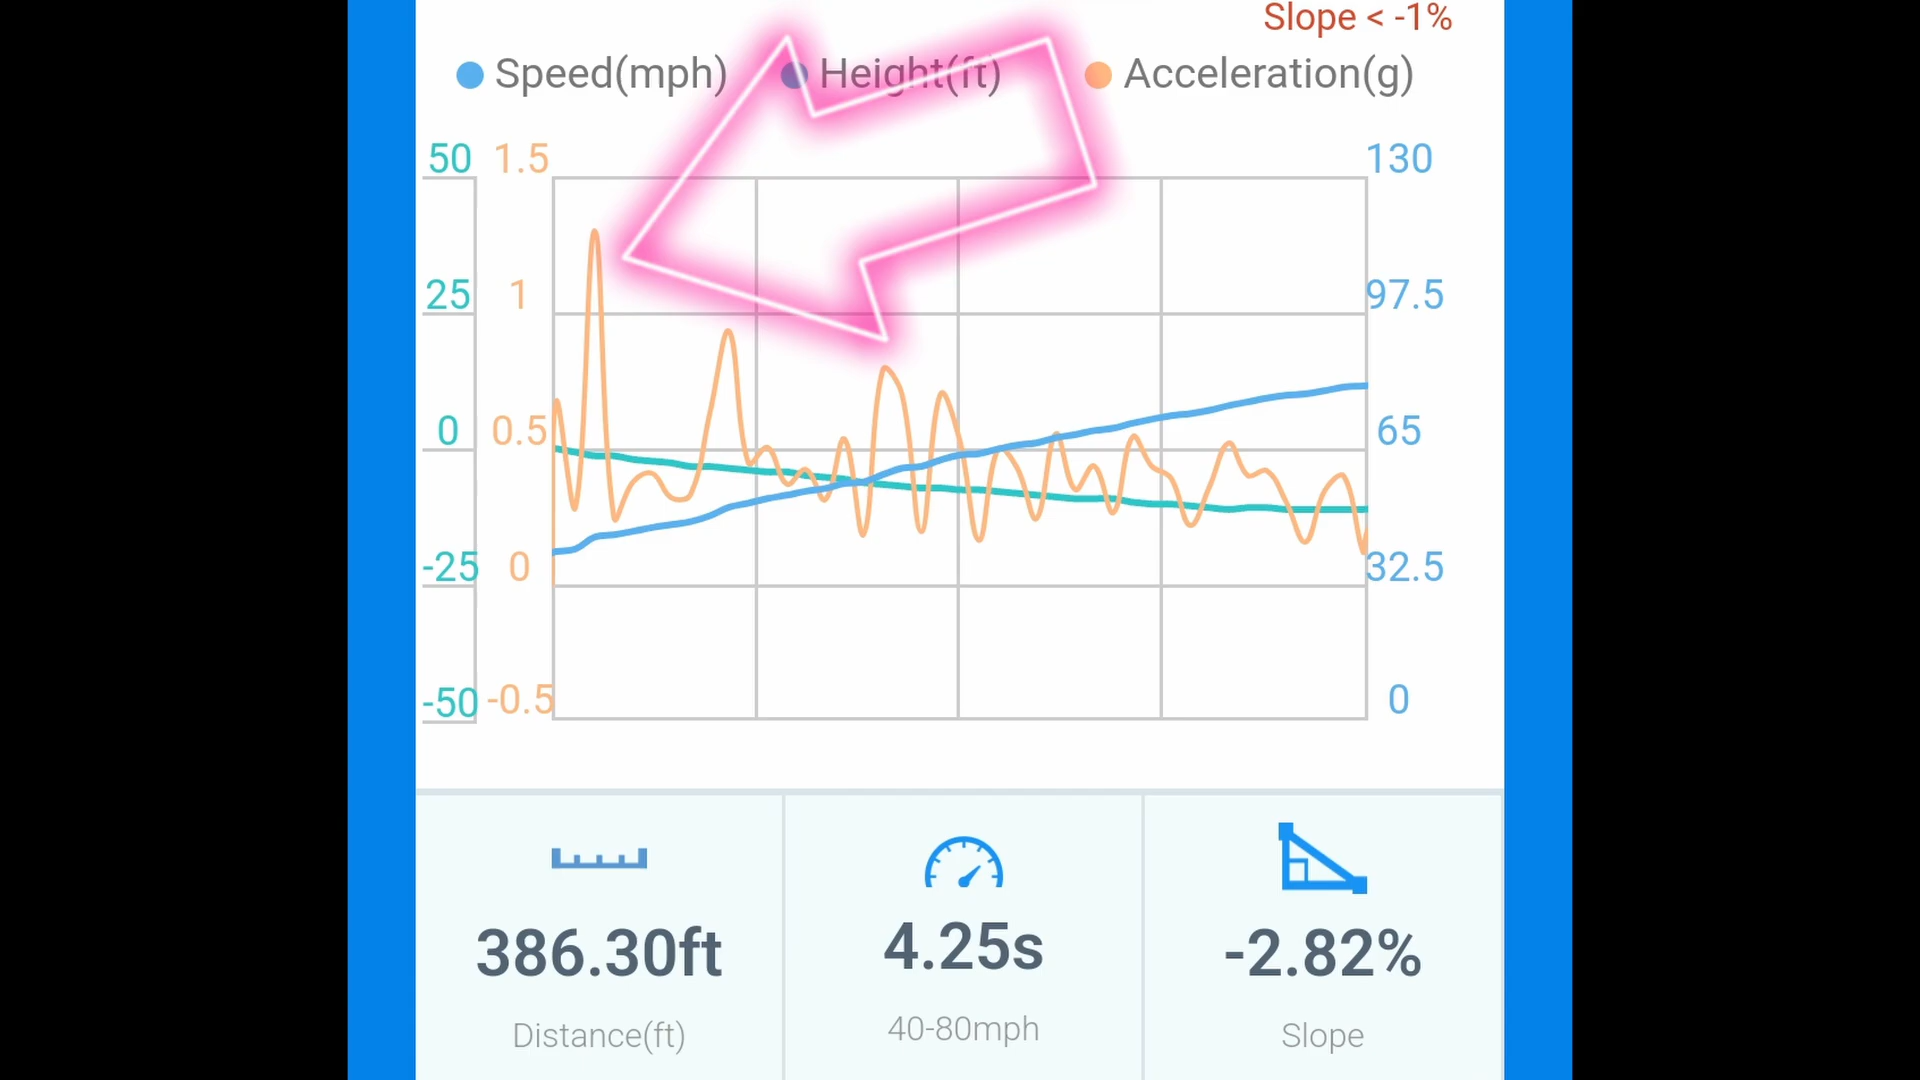 Slope < -1%
Speed(mph) Height(ft) Acceleration(g)
50 1.5 130
25 1 97.5
0 0.5 65
-25 0 32.5
-50 -0.5 0
386.30ft 4.25s -2.82%
Distance(ft) 40-80mph Slope